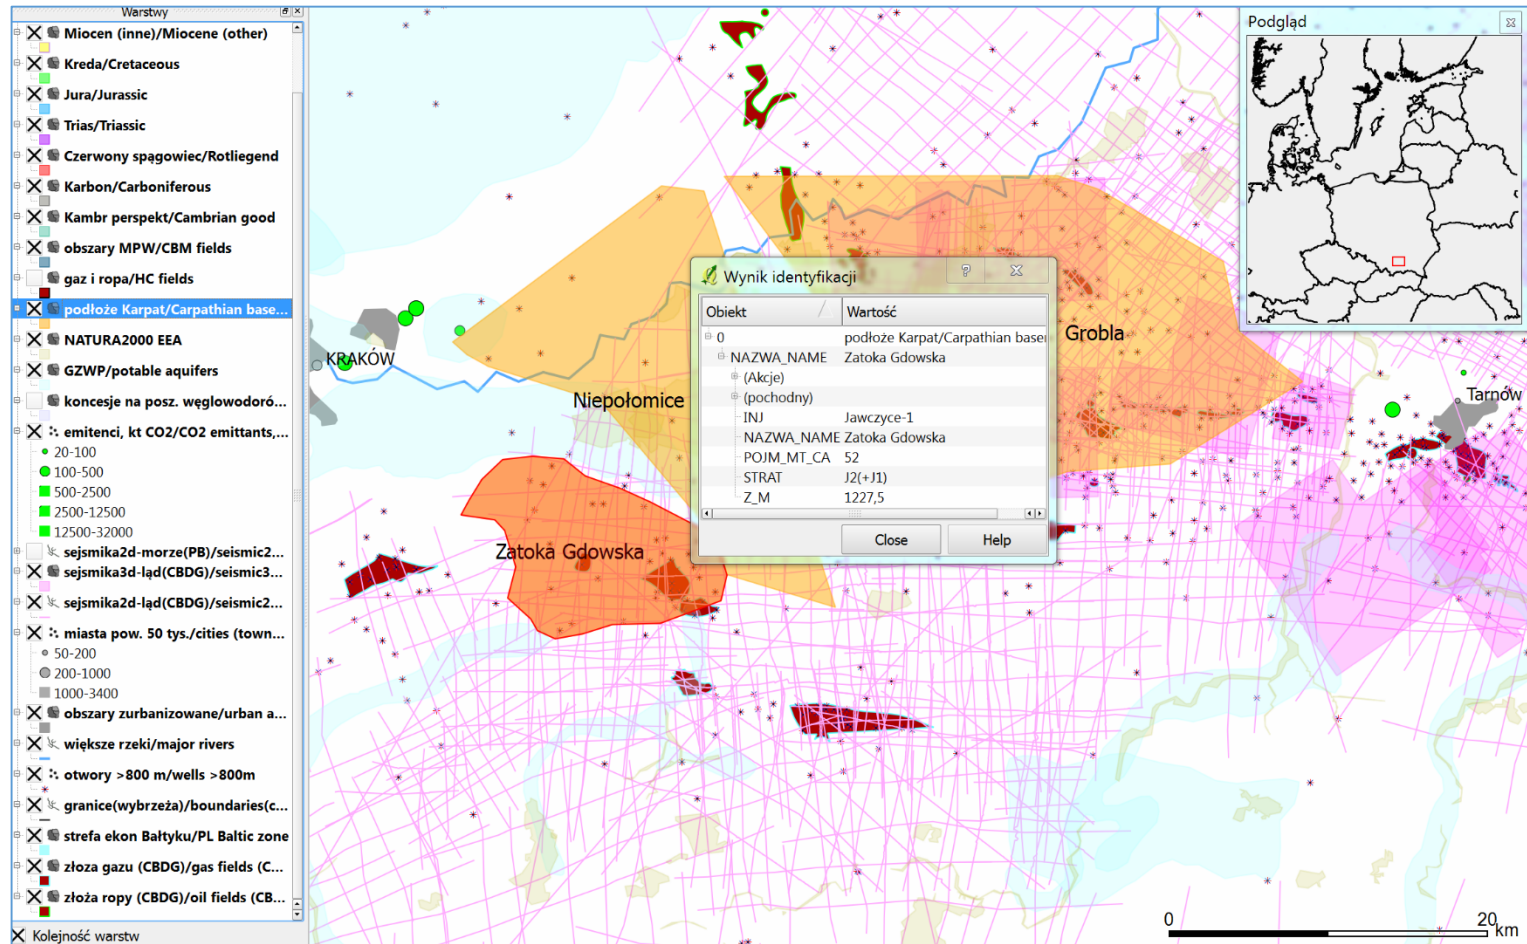 Warstwy
Miocen (inne)/Miocene (other)
Kreda/Cretaceous
Jura/Jurassic
Trias/Triassic
Czerwony spągowiec/Rotliegend
Karbon/Carboniferous
Kambr perspekt/Cambrian good
obszary MPW/CBM fields
gaz i ropa/HC fields
podłoże Karpat/Carpathian base...
NATURA2000 EEA
GZWP/potable aquifers
koncesje na posz. węglowodoró...
emitenci, kt CO2/CO2 emittants,...
20-100
100-500
500-2500
2500-12500
12500-32000
sejsmika2d-morze(PB)/seismic2...
sejsmika3d-ląd(CBDG)/seismic3...
sejsmika2d-ląd(CBDG)/seismic2...
miasta pow. 50 tys./cities (town...
50-200
200-1000
1000-3400
obszary zurbanizowane/urban a...
większe rzeki/major rivers
otwory >800 m/wells >800m
granice(wybrzeża)/boundaries(c...
strefa ekon Bałtyku/PL Baltic zone
złoza gazu (CBDG)/gas fields (C...
złoża ropy (CBDG)/oil fields (CB...
Kolejność warstw
KRAKÓW
Niepołomice
Zatoka Gdowska
Grobla
Tarnów
Wynik identyfikacji
?
Obiekt Wartość
0 podłoże Karpat/Carpathian baser
NAZWA_NAME Zatoka Gdowska
(Akcje)
(pochodny)
INJ Jawczyce-1
NAZWA_NAME Zatoka Gdowska
POJM_MT_CA 52
STRAT J2(+J1)
Z_M 1227,5
Close Help
Podgląd
0 20 km